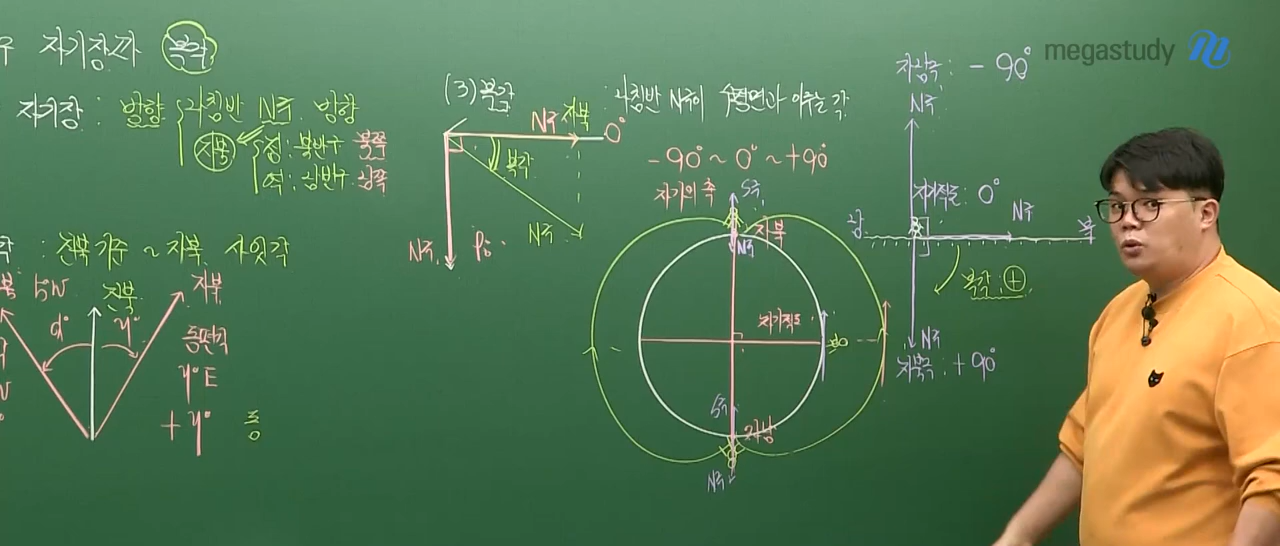 자기장과 복각
자기장 : 방향 나침반 N극 방향
자북
정 : 북반구 북쪽
역 : 남반구 남쪽
각 : 진북 기준 ~ 자북 사잇각
진북
자북
y°
편각
y°E
+ y°
(3) 복각 : 나침반 N극이 수평면과 이루는 각
N극 자북 0°
복각
N극
N극
-90° ~ 0° ~ +90°
자기의 축
S극
자북
N극
자기적도
S극
자남
N극
자남극 : -90°
N극
자기적도 : 0°
N극
남
북
복각 : +
N극
자북극 : +90°
megastudy